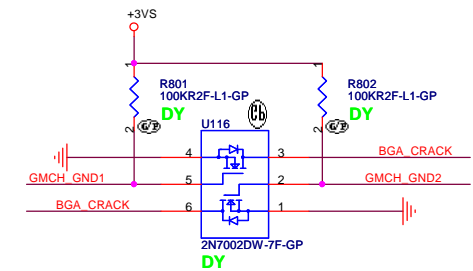 +3VS
1
1
R801
100KR2F-L1-GP
DY
R802
100KR2F-L1-GP
DY
2
G/P
2
G/P
U116
Cb
4
3
BGA_CRACK
GMCH_GND1
5
2
GMCH_GND2
BGA_CRACK
6
1
2N7002DW-7F-GP
DY